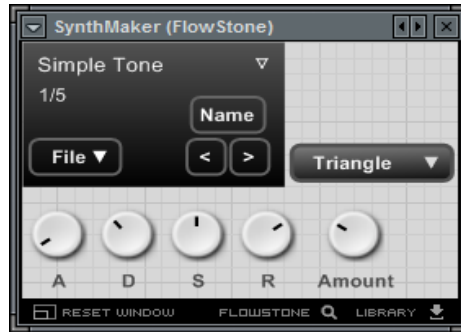 SynthMaker (FlowStone)
Simple Tone
1/5
Name
File
< >
Triangle
A D S R Amount
RESET WINDOW FLOWSTONE LIBRARY